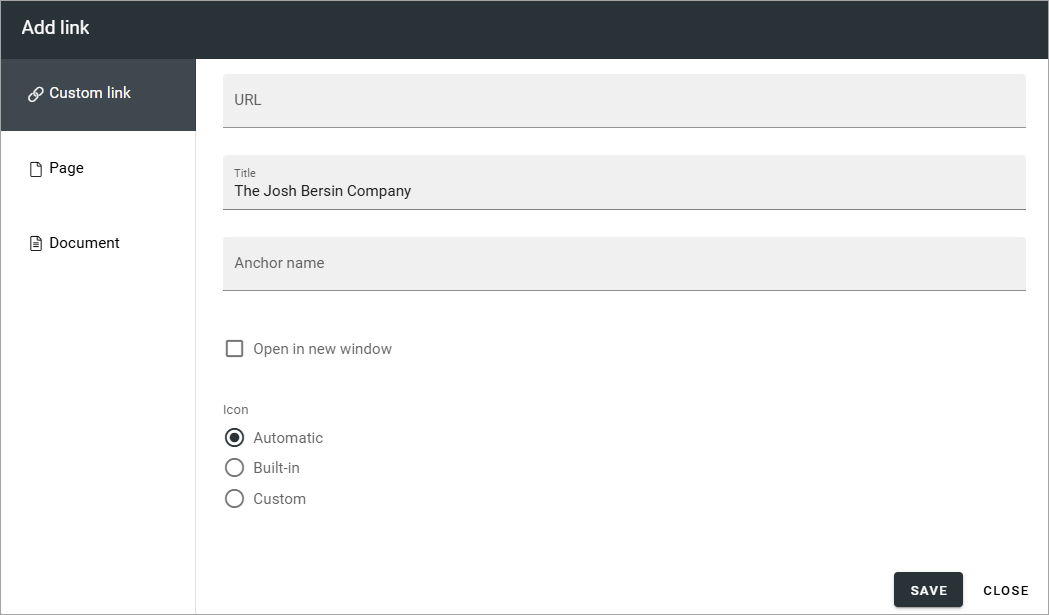 Add link
Custom link
Page
Document
URL
Title
The Josh Bersin Company
Anchor name
Open in new window
Icon
Automatic
Built-in
Custom
SAVE
CLOSE